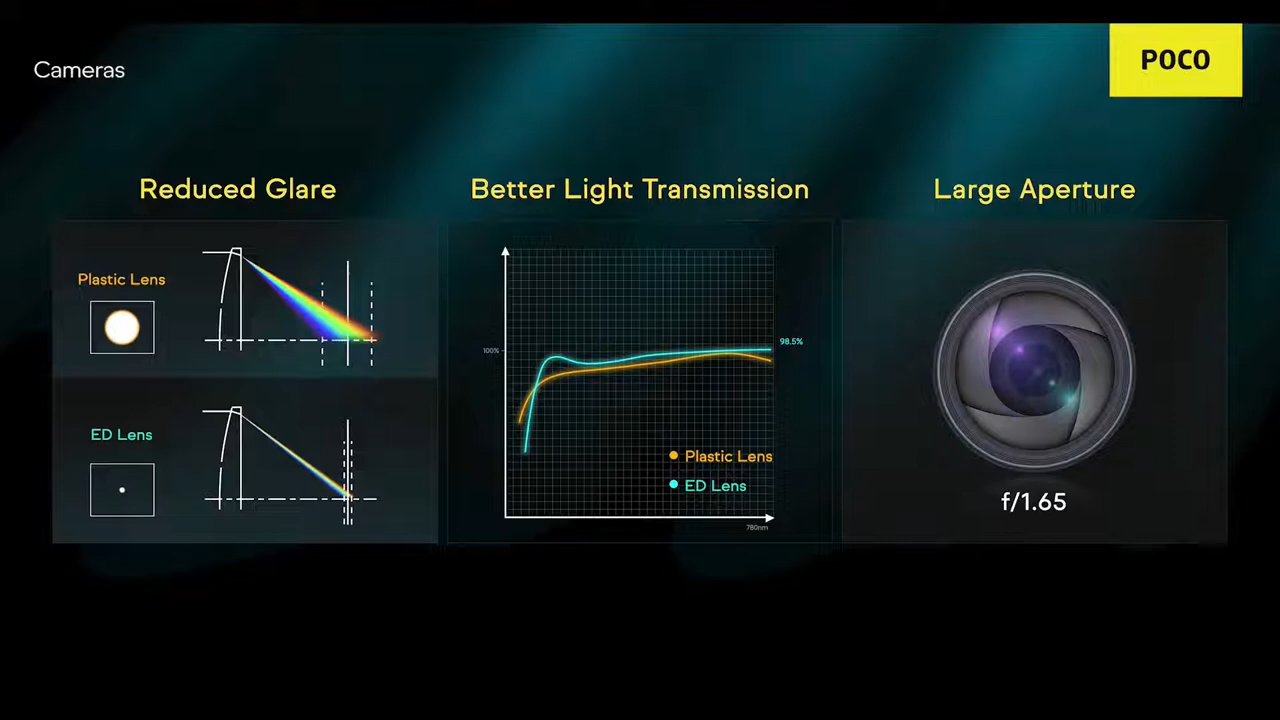 Cameras
POCO
Reduced Glare
Plastic Lens
ED Lens
Better Light Transmission
100%
98.5%
Plastic Lens
ED Lens
780nm
Large Aperture
f/1.65